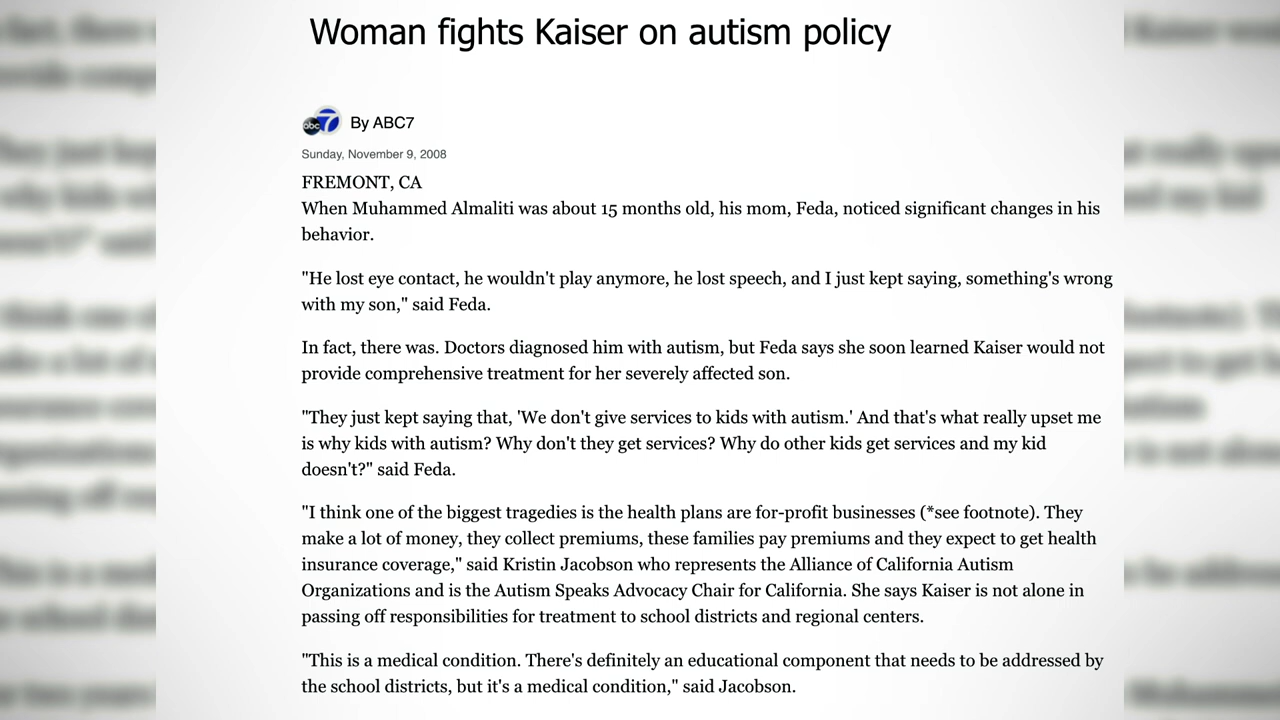 Woman fights Kaiser on autism policy
abc 7 By ABC7
Sunday, November 9, 2008
FREMONT, CA
When Muhammed Almaliti was about 15 months old, his mom, Feda, noticed significant changes in his
behavior.
"He lost eye contact, he wouldn't play anymore, he lost speech, and I just kept saying, something's wrong
with my son," said Feda.
In fact, there was. Doctors diagnosed him with autism, but Feda says she soon learned Kaiser would not
provide comprehensive treatment for her severely affected son.
"They just kept saying that, 'We don't give services to kids with autism.' And that's what really upset me
is why kids with autism? Why don't they get services? Why do other kids get services and my kid
doesn't?" said Feda.
"I think one of the biggest tragedies is the health plans are for-profit businesses (*see footnote). They
make a lot of money, they collect premiums, these families pay premiums and they expect to get health
insurance coverage," said Kristin Jacobson who represents the Alliance of California Autism
Organizations and is the Autism Speaks Advocacy Chair for California. She says Kaiser is not alone in
passing off responsibilities for treatment to school districts and regional centers.
"This is a medical condition. There's definitely an educational component that needs to be addressed by
the school districts, but it's a medical condition," said Jacobson.